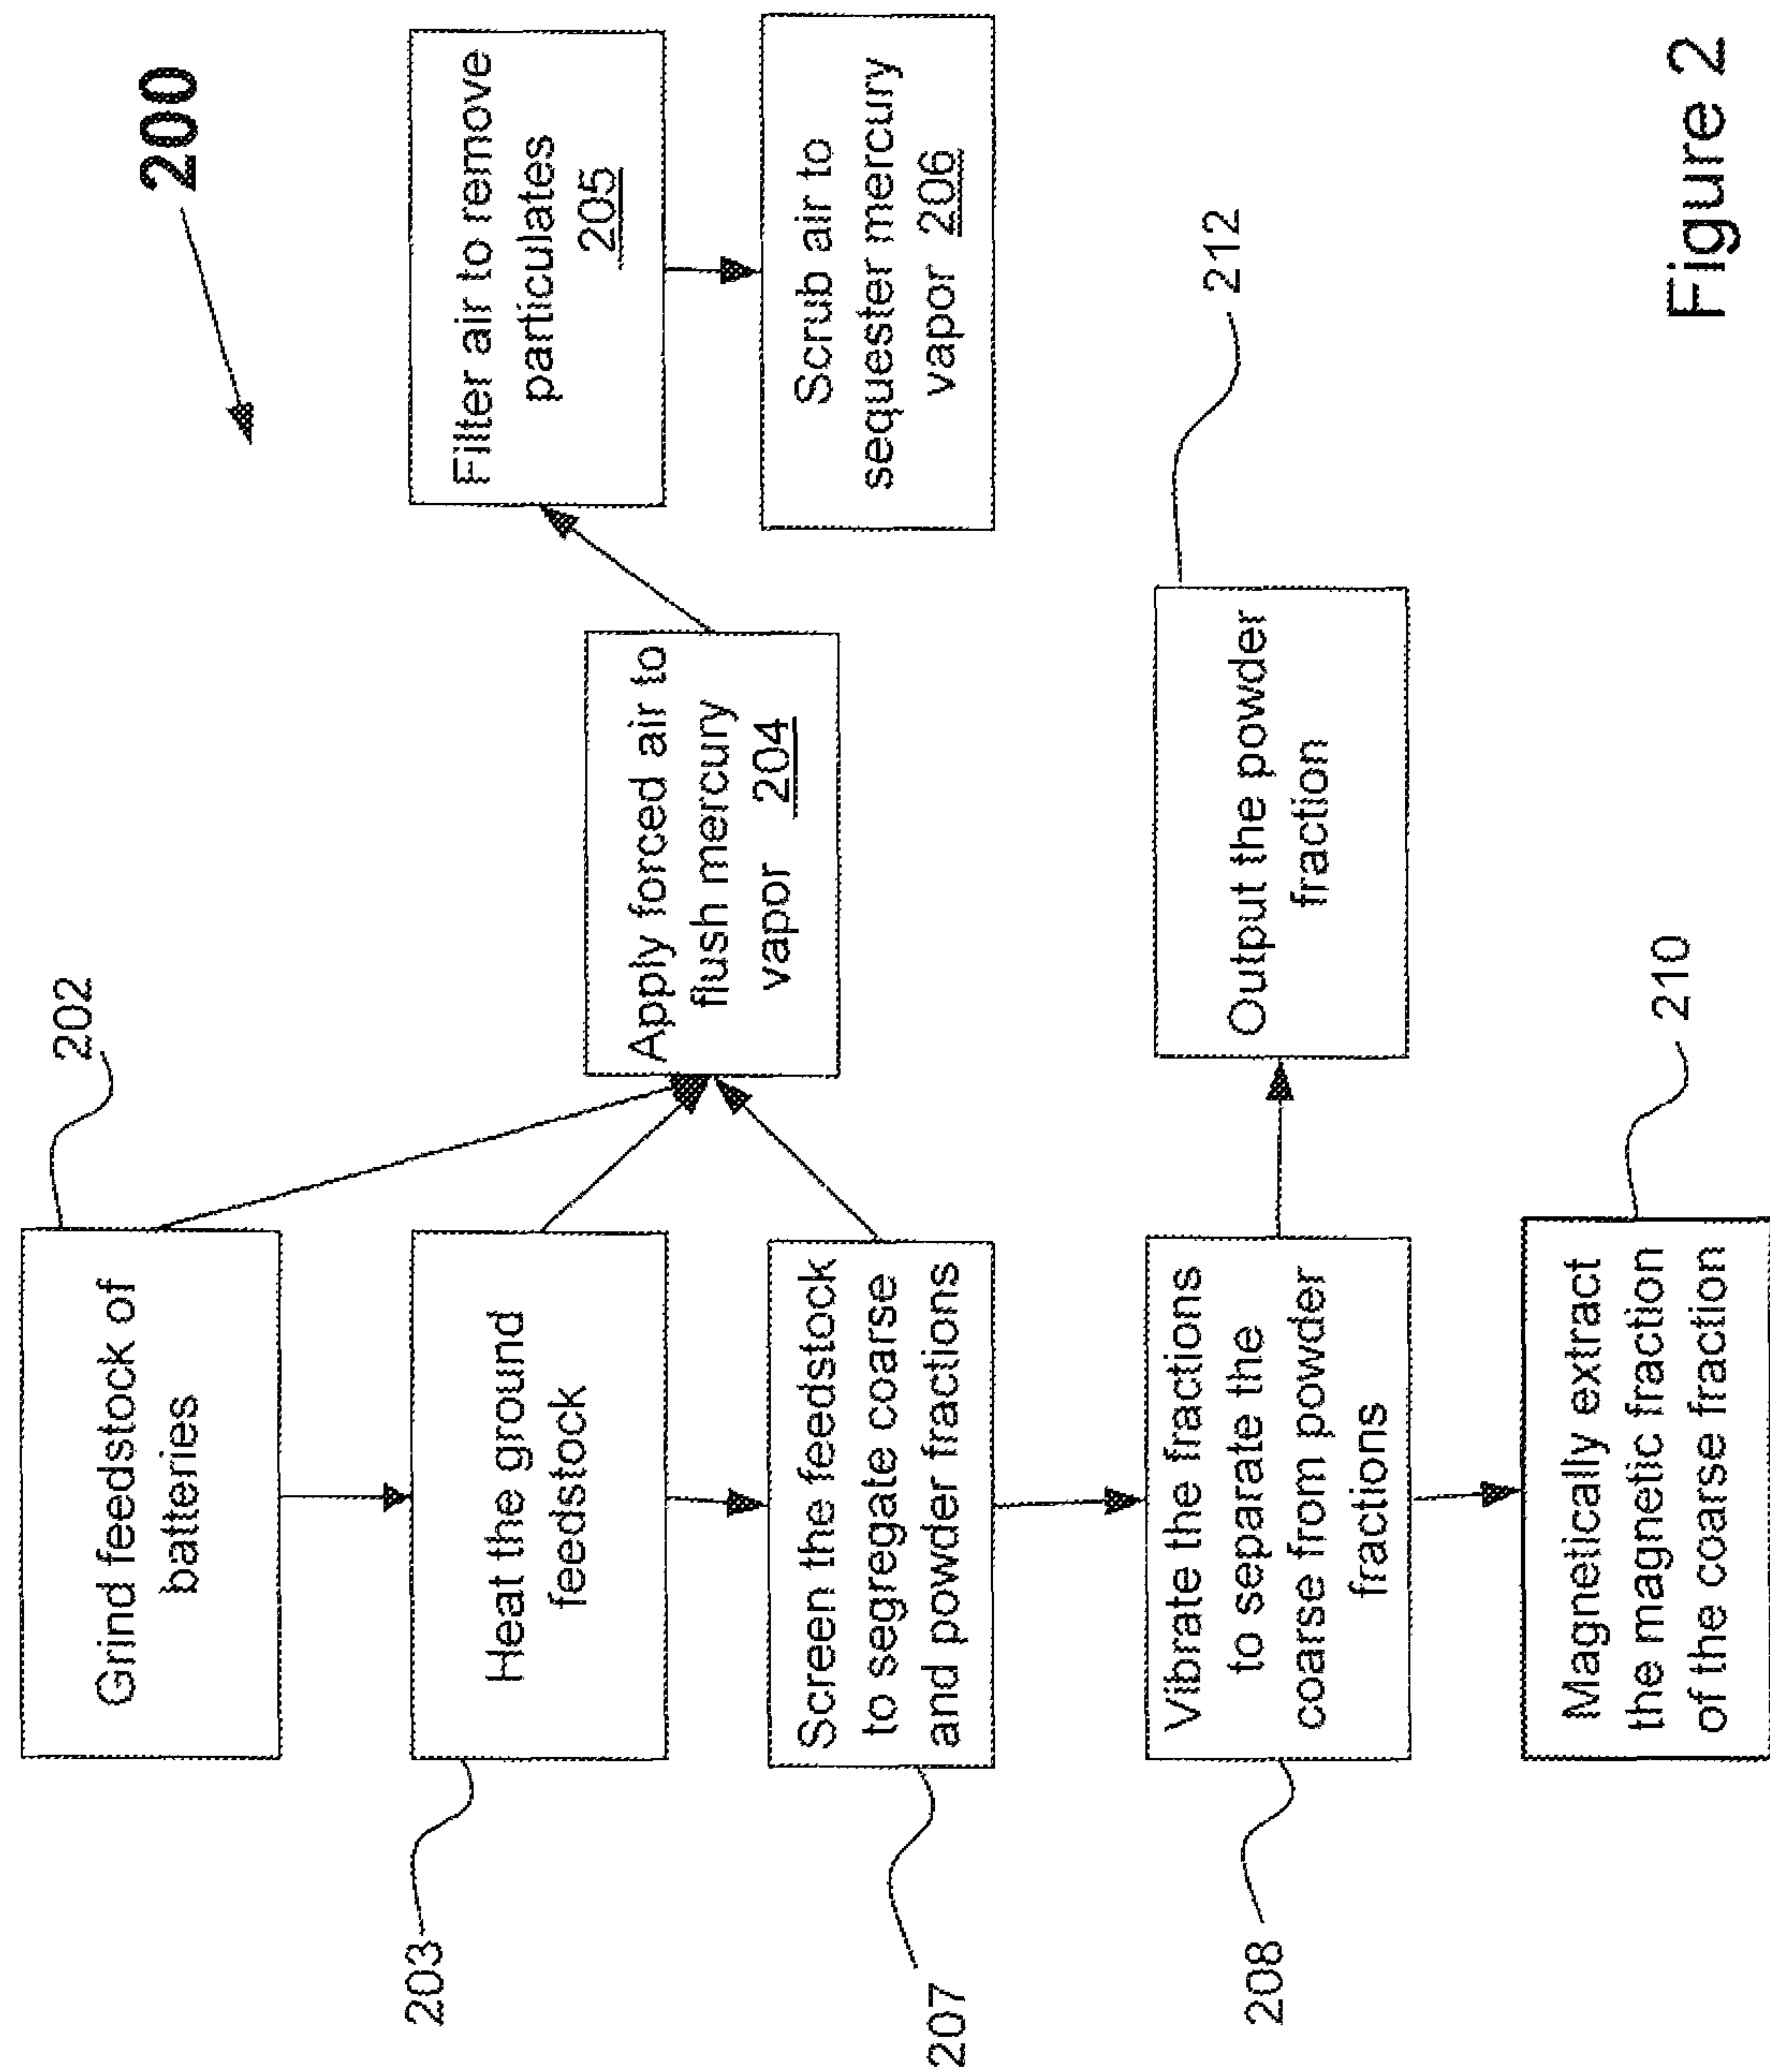 200
202
Grind feedstock of
batteries
203
Heat the ground
feedstock
Apply forced air to
flush mercury
vapor 204
Filter air to remove
particulates
205
Scrub air to
sequester mercury
vapor 206
207
Screen the feedstock
to segregate coarse
and powder fractions
208
Vibrate the fractions
to separate the
coarse from powder
fractions
212
Output the powder
fraction
210
Magnetically extract
the magnetic fraction
of the coarse fraction
Figure 2